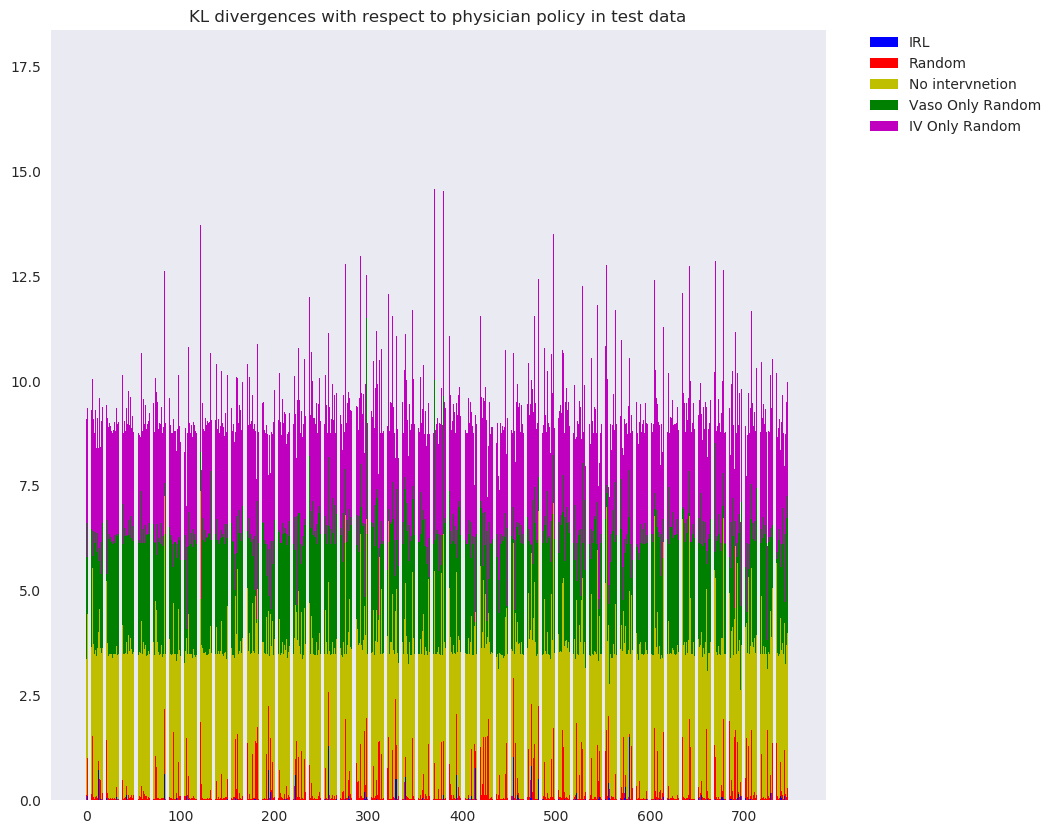 KL divergences with respect to physician policy in test data
IRL
Random
No intervnetion
Vaso Only Random
IV Only Random
17.5
15.0
12.5
10.0
7.5
5.0
2.5
0.0
0 100 200 300 400 500 600 700